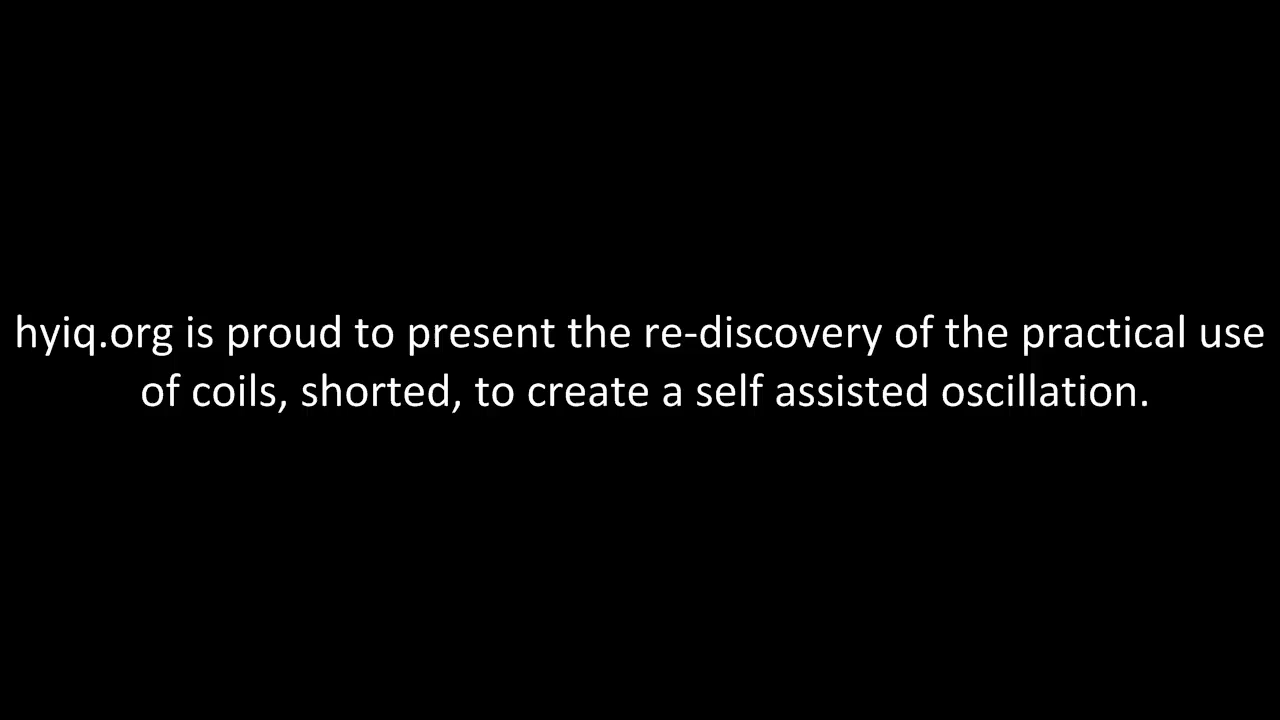 hyiq.org is proud to present the re-discovery of the practical use
of coils, shorted, to create a self assisted oscillation.